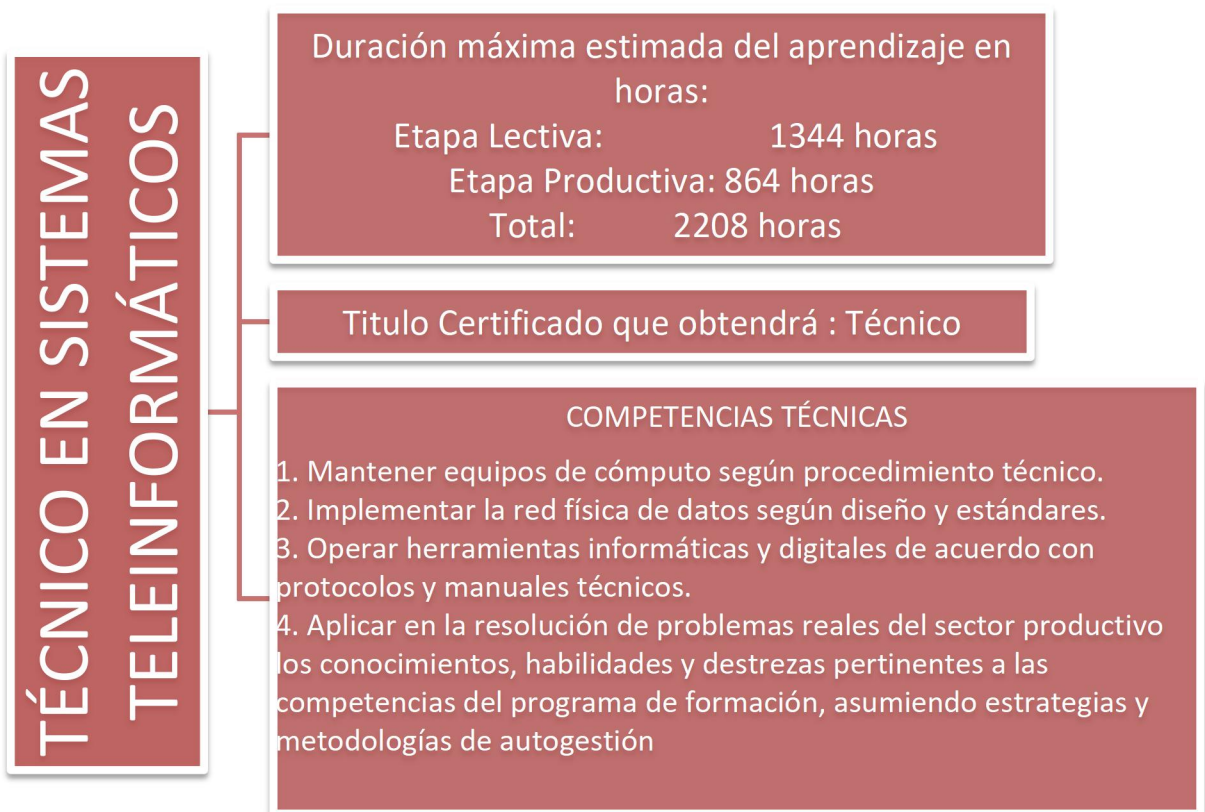 TÉCNICO EN SISTEMAS
TELEINFORMÁTICOS
Duración máxima estimada del aprendizaje en
horas:
Etapa Lectiva: 1344 horas
Etapa Productiva: 864 horas
Total: 2208 horas
Titulo Certificado que obtendrá : Técnico
COMPETENCIAS TÉCNICAS
1. Mantener equipos de cómputo según procedimiento técnico.
2. Implementar la red física de datos según diseño y estándares.
3. Operar herramientas informáticas y digitales de acuerdo con
protocolos y manuales técnicos.
4. Aplicar en la resolución de problemas reales del sector productivo
los conocimientos, habilidades y destrezas pertinentes a las
competencias del programa de formación, asumiendo estrategias y
metodologías de autogestión